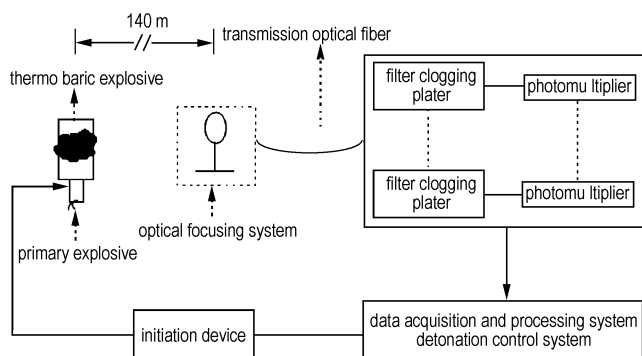 140 m
transmission optical fiber
thermo baric explosive
filter clogging
plater
photomu ltiplier
filter clogging
plater
photomu ltiplier
primary explosive
optical focusing system
initiation device
data acquisition and processing system
detonation control system